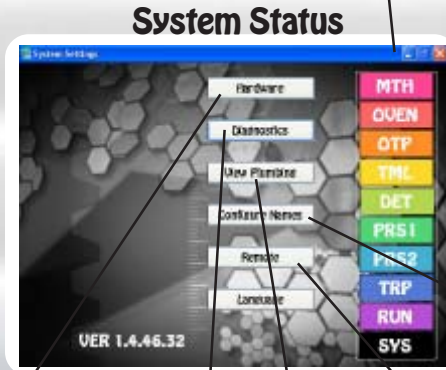 System Status
System Settings
Hardware
Diagnostics
View Plumbing
Configure Names
Remote
Language
MTH
OVEN
OTP
TML
DET
PRS1
PRS2
TRP
RUN
SYS
VER 1.4.46.32